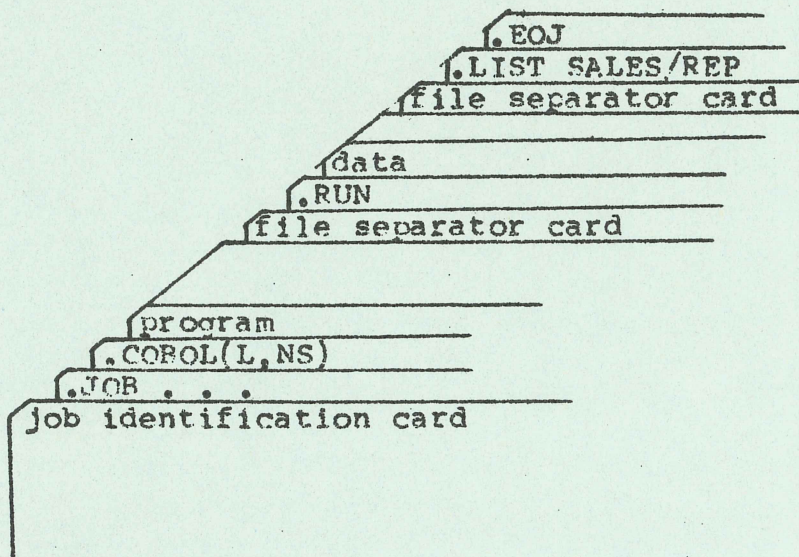 .EOJ
.LIST SALES/REP
file separator card
data
.RUN
file separator card
program
.COBOL(L,NS)
.JOB . . .
job identification card